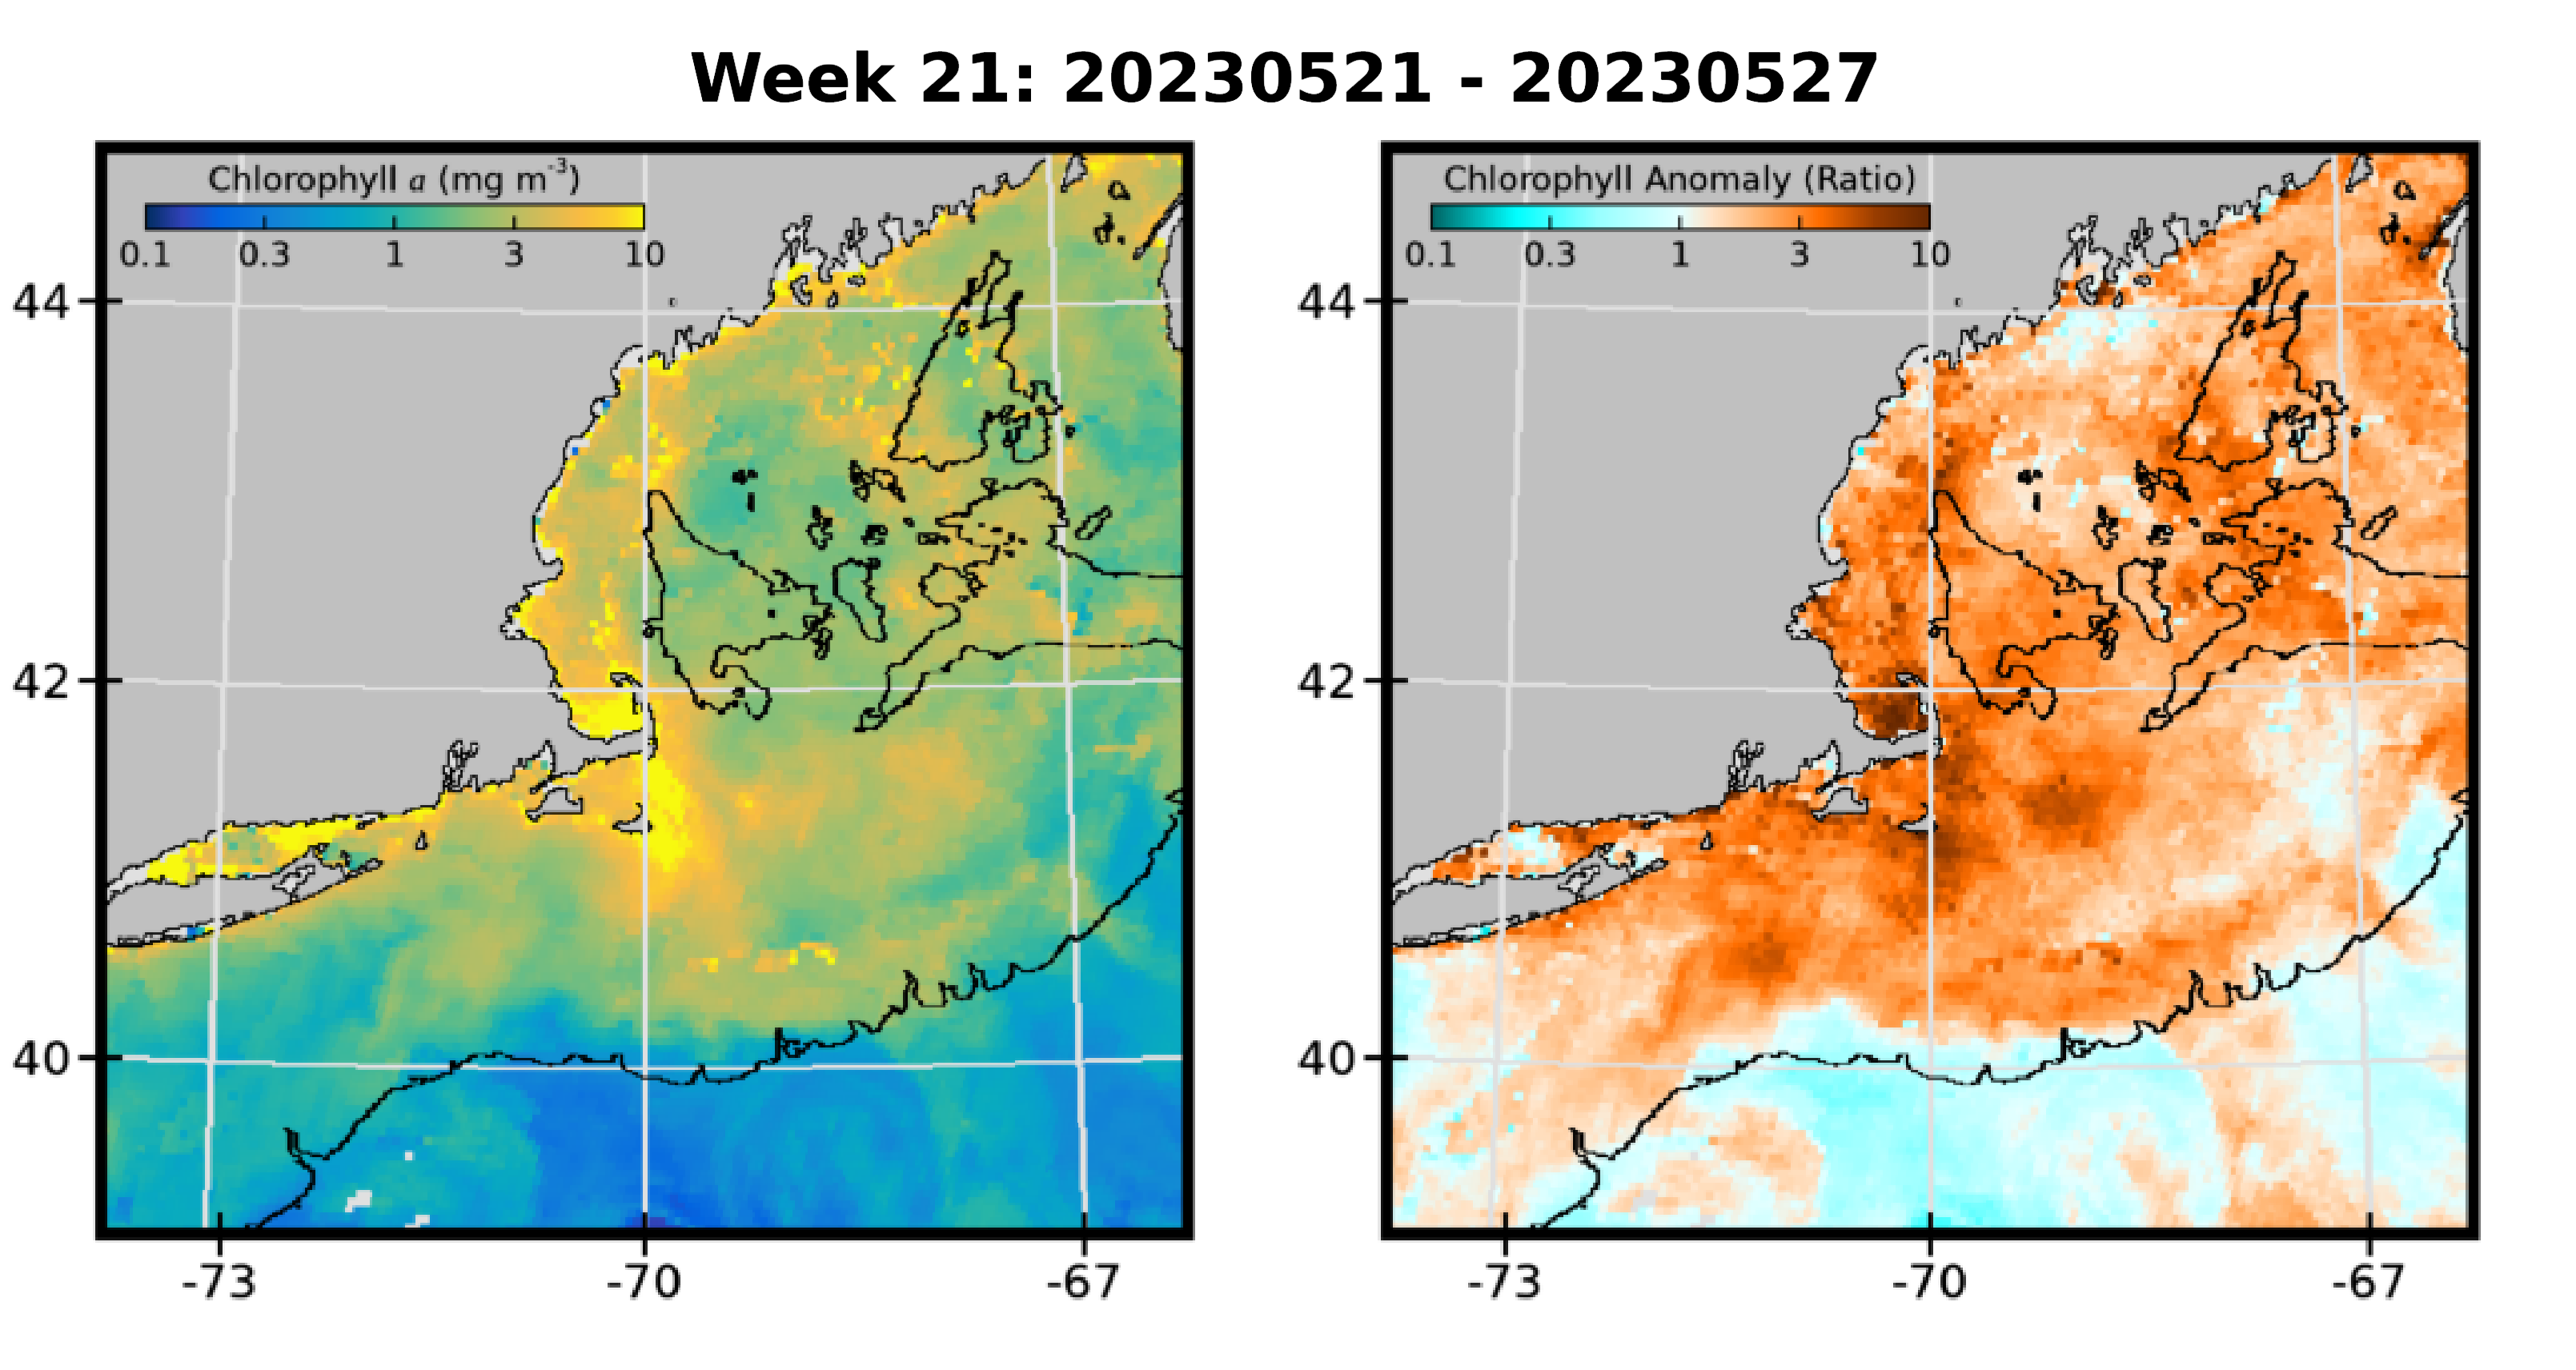 Week 21: 20230521 - 20230527
Chlorophyll a (mg m-3)
0.1 0.3 1 3 10
44
42
40
-73 -70 -67
Chlorophyll Anomaly (Ratio)
0.1 0.3 1 3 10
44
42
40
-73 -70 -67